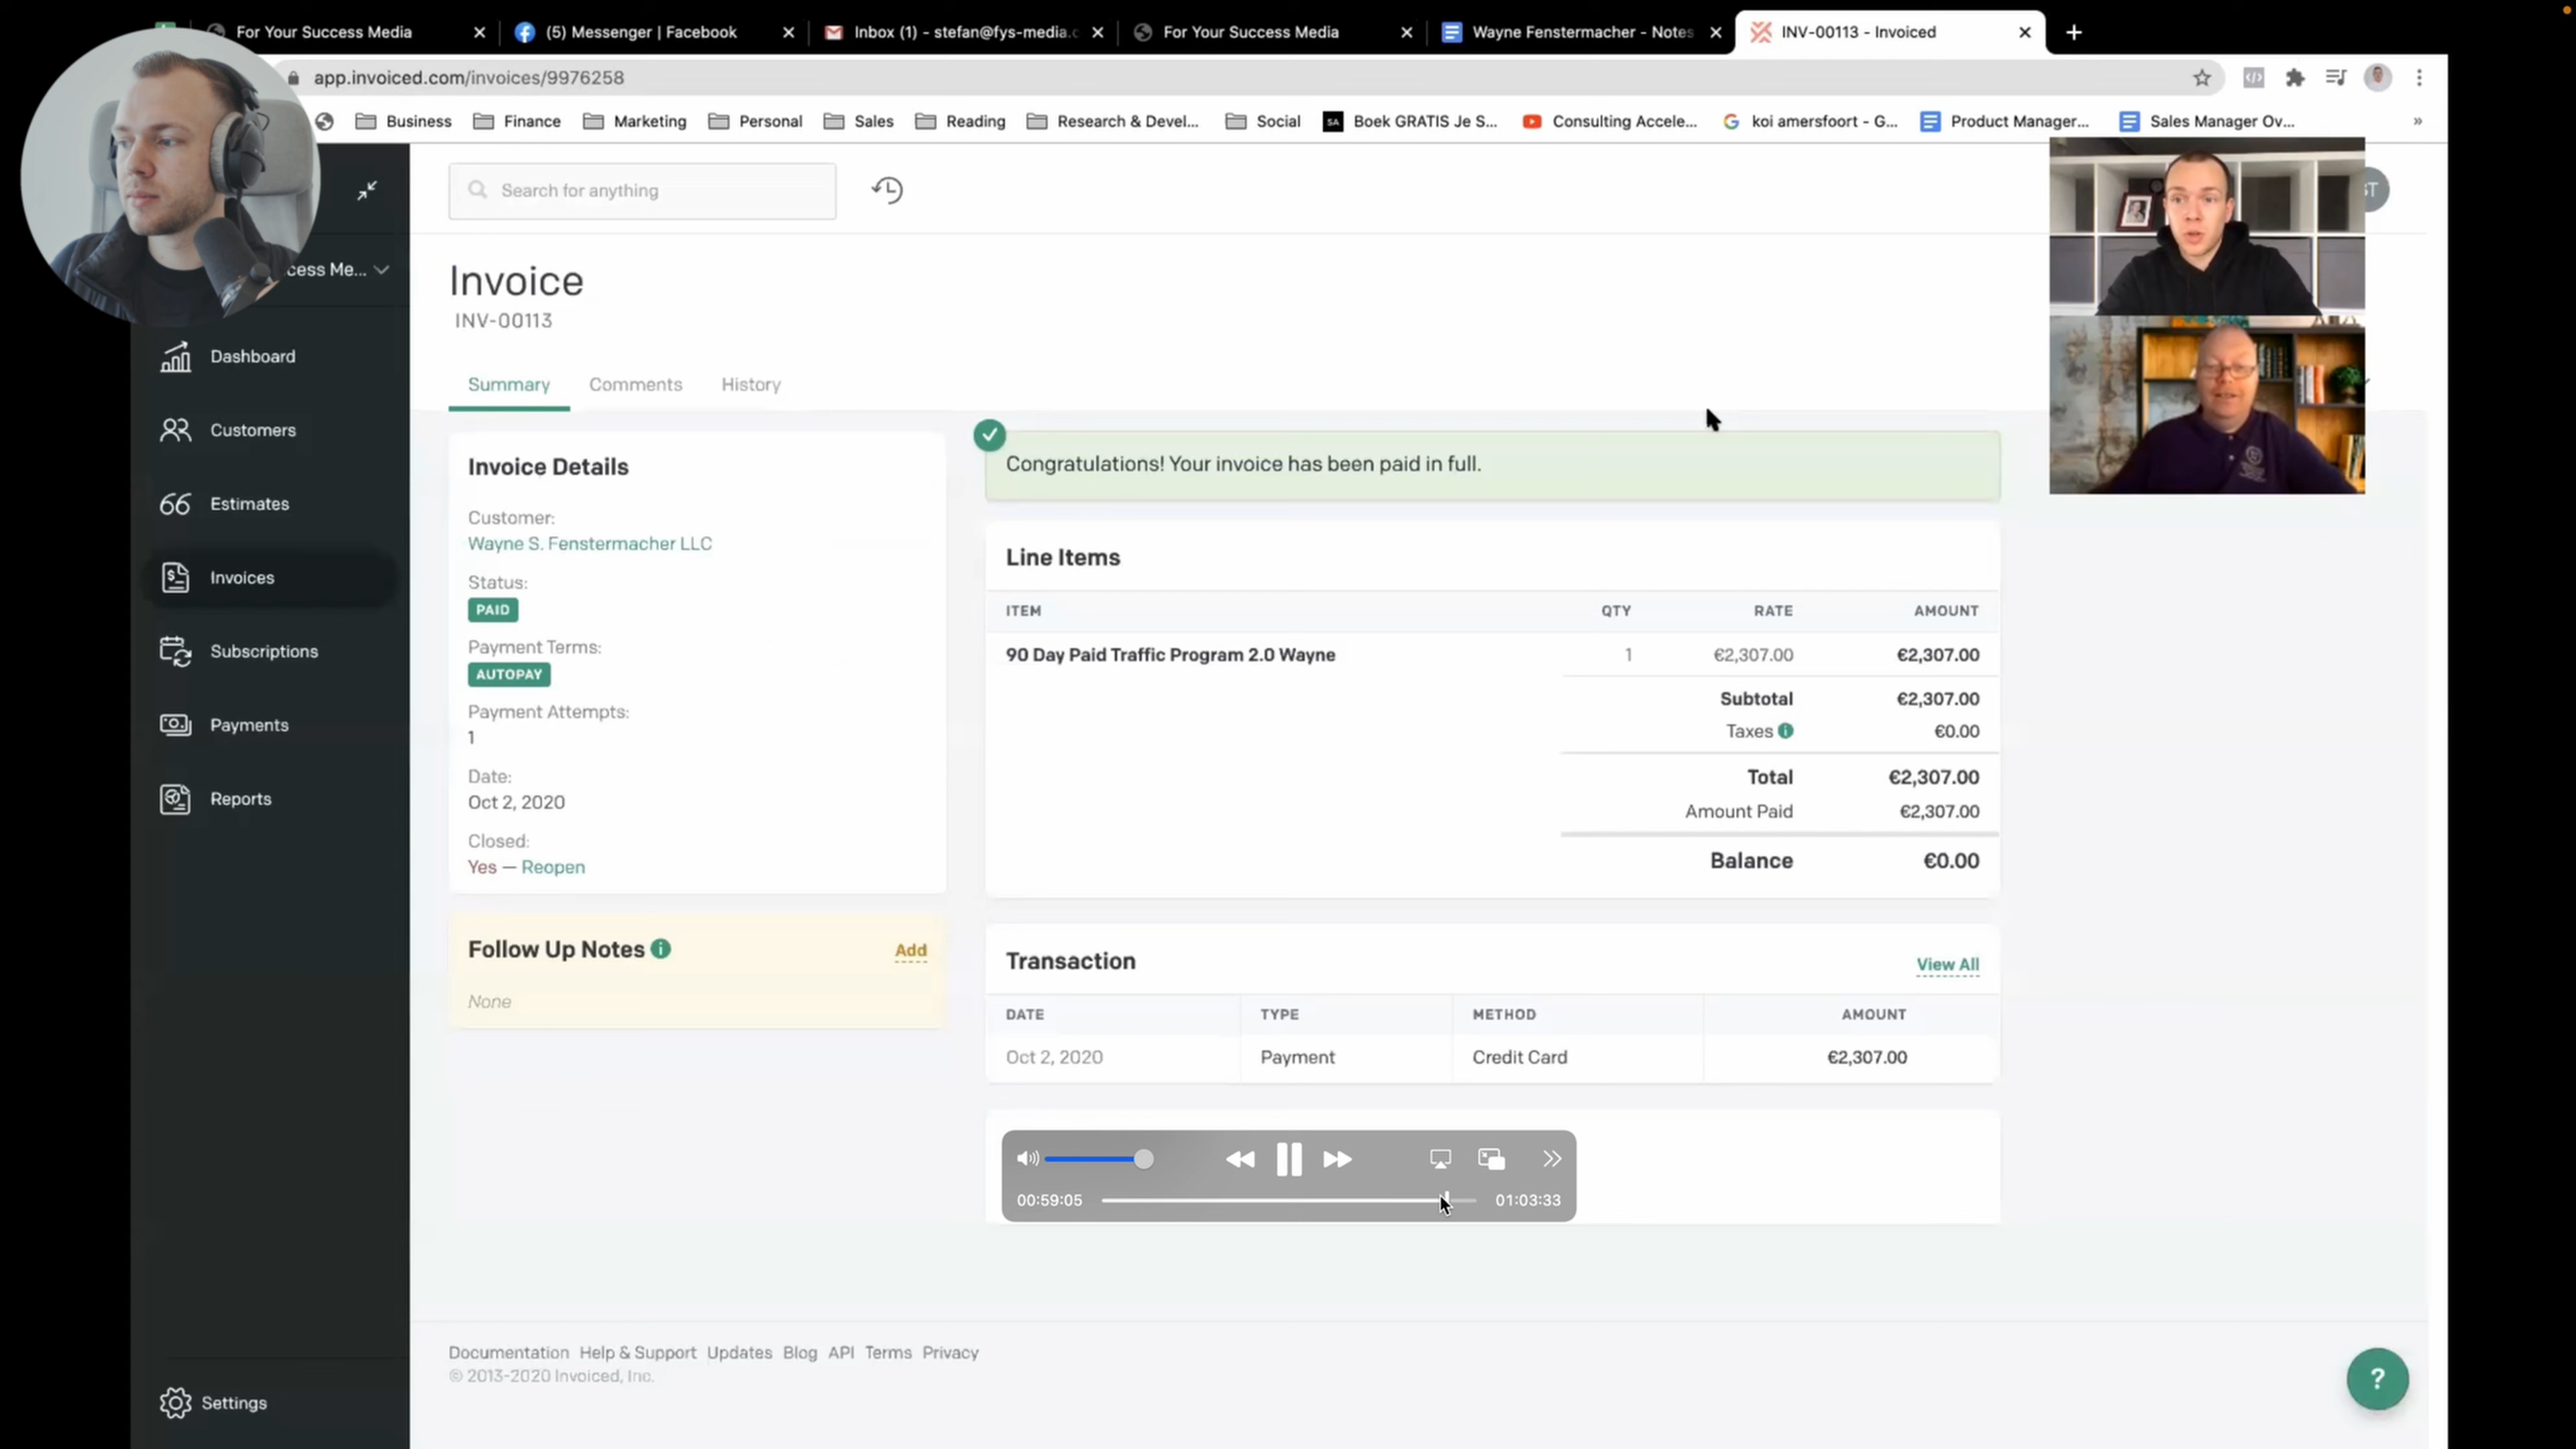 For Your Success Media
(5) Messenger | Facebook
Inbox (1) - stefan@fys-media.c
For Your Success Media
Wayne Fenstermacher - Notes
INV-00113 - Invoiced
app.invoiced.com/invoices/9976258
Business
Finance
Marketing
Personal
Sales
Reading
Research & Devel...
Social
SA
Boek GRATIS Je S...
Consulting Accele...
koi amersfoort - G...
Product Manager...
Sales Manager Ov...
»
Search for anything
ST
cess Me...
Invoice
INV-00113
Dashboard
Customers
Estimates
Invoices
Subscriptions
Payments
Reports
Settings
Summary
Comments
History
Invoice Details
Customer:
Wayne S. Fenstermacher LLC
Status:
PAID
Payment Terms:
AUTOPAY
Payment Attempts:
1
Date:
Oct 2, 2020
Closed:
Yes — Reopen
Follow Up Notes
Add
None
Congratulations! Your invoice has been paid in full.
Line Items
ITEM QTY RATE AMOUNT
90 Day Paid Traffic Program 2.0 Wayne 1 €2,307.00 €2,307.00
Subtotal €2,307.00
Taxes €0.00
Total €2,307.00
Amount Paid €2,307.00
Balance €0.00
Transaction
View All
DATE TYPE METHOD AMOUNT
Oct 2, 2020 Payment Credit Card €2,307.00
00:59:05 01:03:33
Documentation Help & Support Updates Blog API Terms Privacy
© 2013-2020 Invoiced, Inc.
?